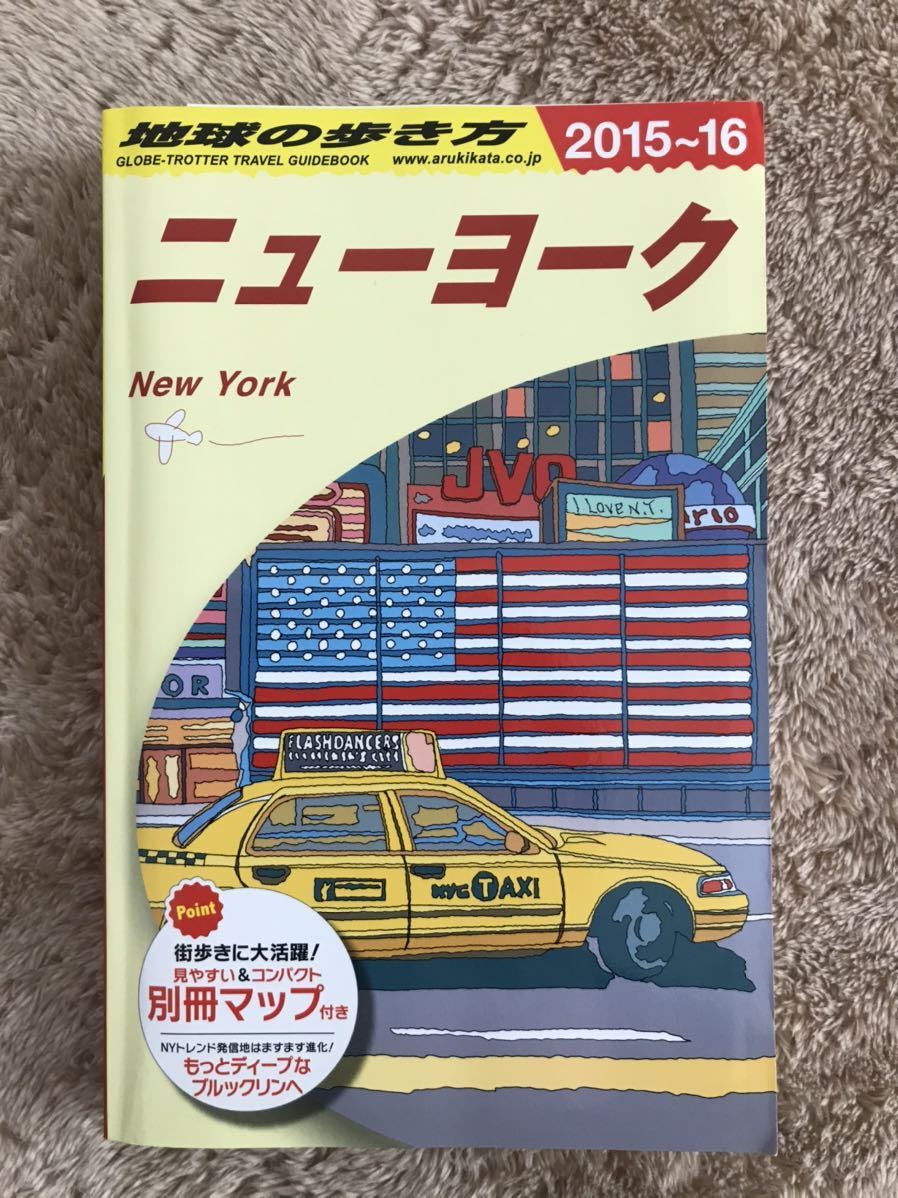 地球の歩き方
GLOBE-TROTTER TRAVEL GUIDEBOOK www.arukikata.co.jp
2015~16
ニューヨーク
New York
JVC
I LOVE N.Y.
rio
OR
FLASHDANCERS
NYC TAXI
Point
街歩きに大活躍!
見やすい&コンパクト
別冊マップ付き
NYトレンド発信地はますます進化!
もっとディープな
ブルックリンへ